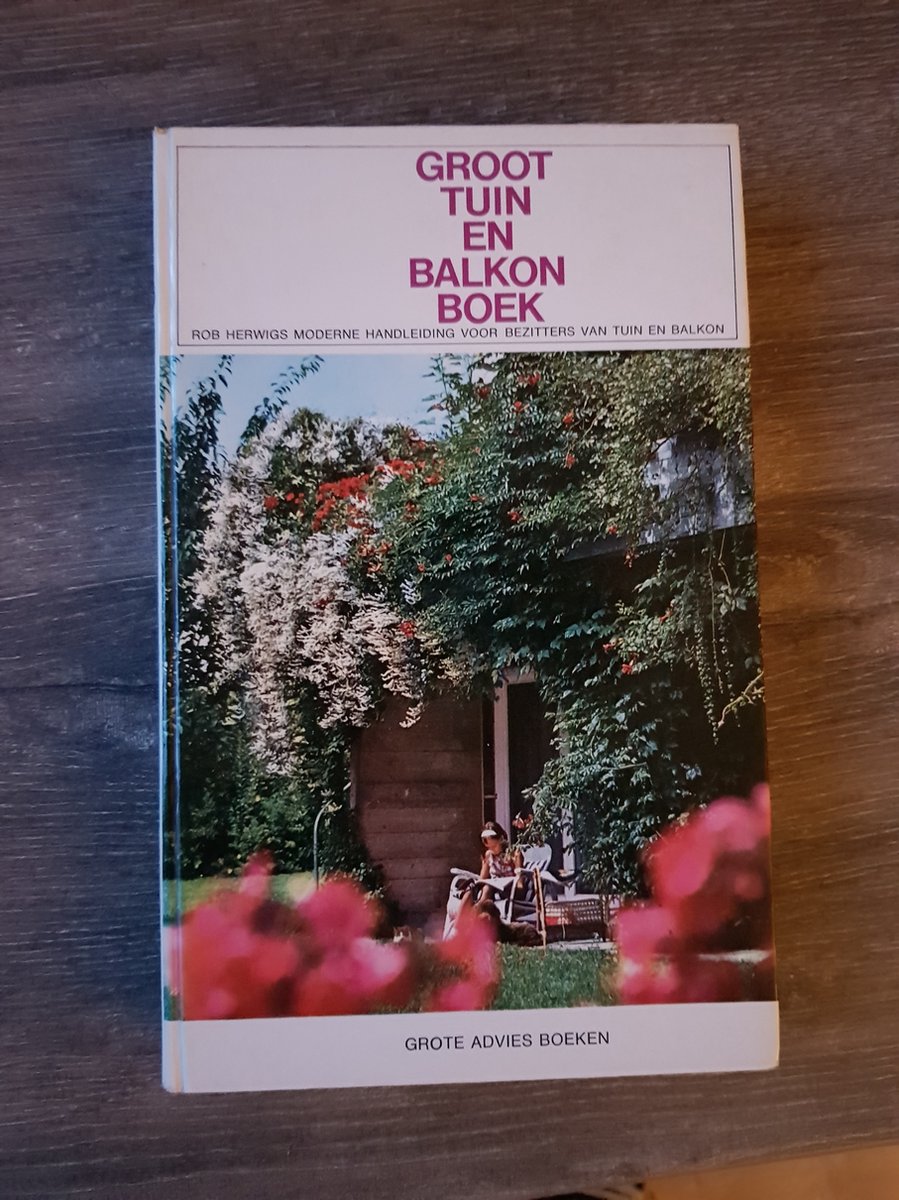 GROOT
TUIN
EN
BALKON
BOEK
ROB HERWIGS MODERNE HANDLEIDING VOOR BEZITTERS VAN TUIN EN BALKON
GROTE ADVIES BOEKEN